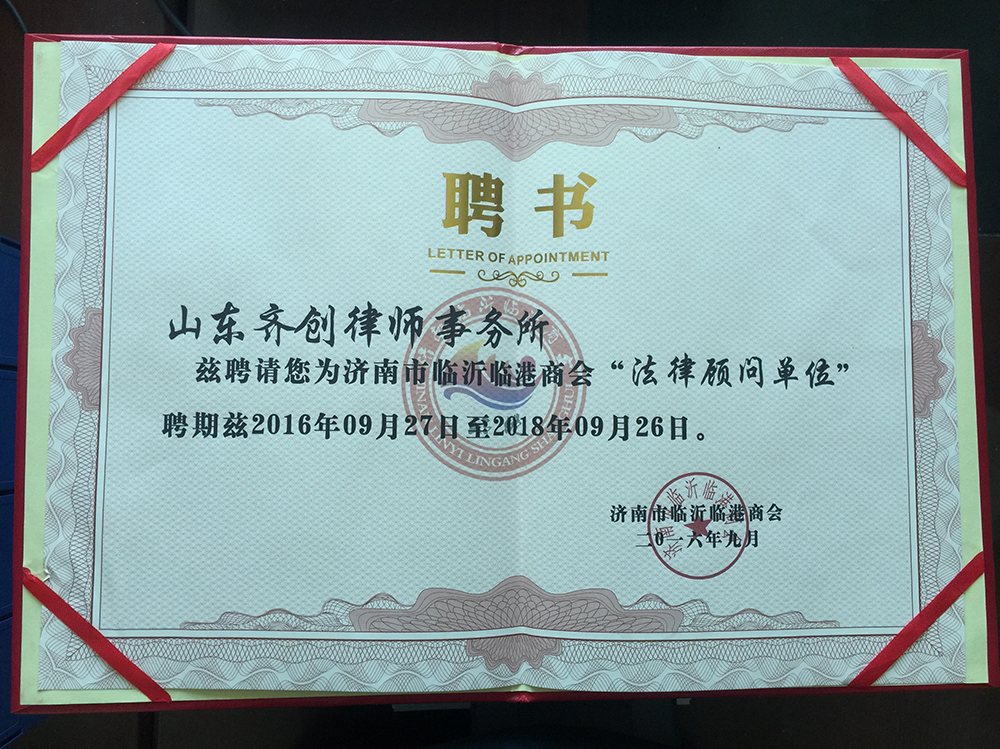 聘书
LETTER OF APPOINTMENT
山东齐创律师事务所
兹聘请您为济南市临沂临港商会“法律顾问单位”
聘期兹2016年09月27日至2018年09月26日。
济南市临沂临港商会
二0一六年九月